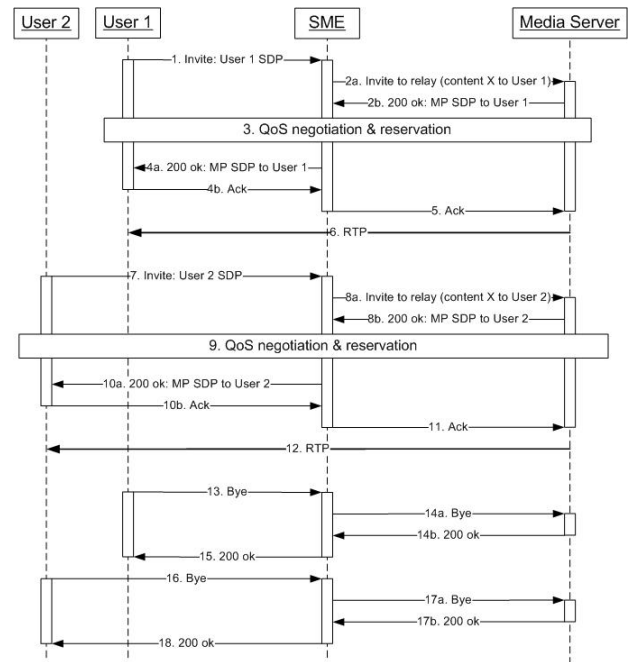 User 2
User 1
SME
Media Server
1. Invite: User 1 SDP
2a. Invite to relay (content X to User 1)
2b. 200 ok: MP SDP to User 1
3. QoS negotiation & reservation
4a. 200 ok: MP SDP to User 1
4b. Ack
5. Ack
6. RTP
7. Invite: User 2 SDP
8a. Invite to relay (content X to User 2)
8b. 200 ok: MP SDP to User 2
9. QoS negotiation & reservation
10a. 200 ok: MP SDP to User 2
10b. Ack
11. Ack
12. RTP
13. Bye
14a. Bye
14b. 200 ok
15. 200 ok
16. Bye
17a. Bye
17b. 200 ok
18. 200 ok